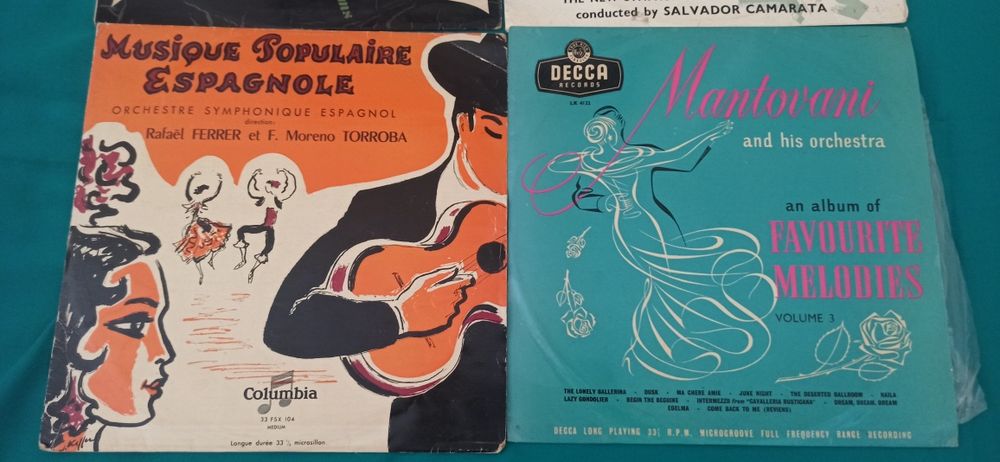 conducted by SALVADOR CAMARATA
MUSIQUE POPULAIRE
ESPAGNOLE
ORCHESTRE SYMPHONIQUE ESPAGNOL
direction:
Rafaël FERRER et F. Moreno TORROBA
Columbia
33 FSX 104
MEDIUM
Longue durée 33 ⅓ microsillon
DECCA
RECORDS
LK 4122
Mantovani
and his orchestra
an album of
FAVOURITE
MELODIES
VOLUME 3
THE LONELY BALLERINA - DUSK - MA CHERE AMIE - JUNE NIGHT - THE DESERTED BALLROOM - NAILA
LAZY GONDOLIER - BEGIN THE BEGUINE - INTERMEZZO from "CAVALLERIA RUSTICANA" - DREAM, DREAM, DREAM
EDELMA - COME BACK TO ME (REVIENS)
DECCA LONG PLAYING 33⅓ R.P.M. MICROGROOVE FULL FREQUENCY RANGE RECORDING